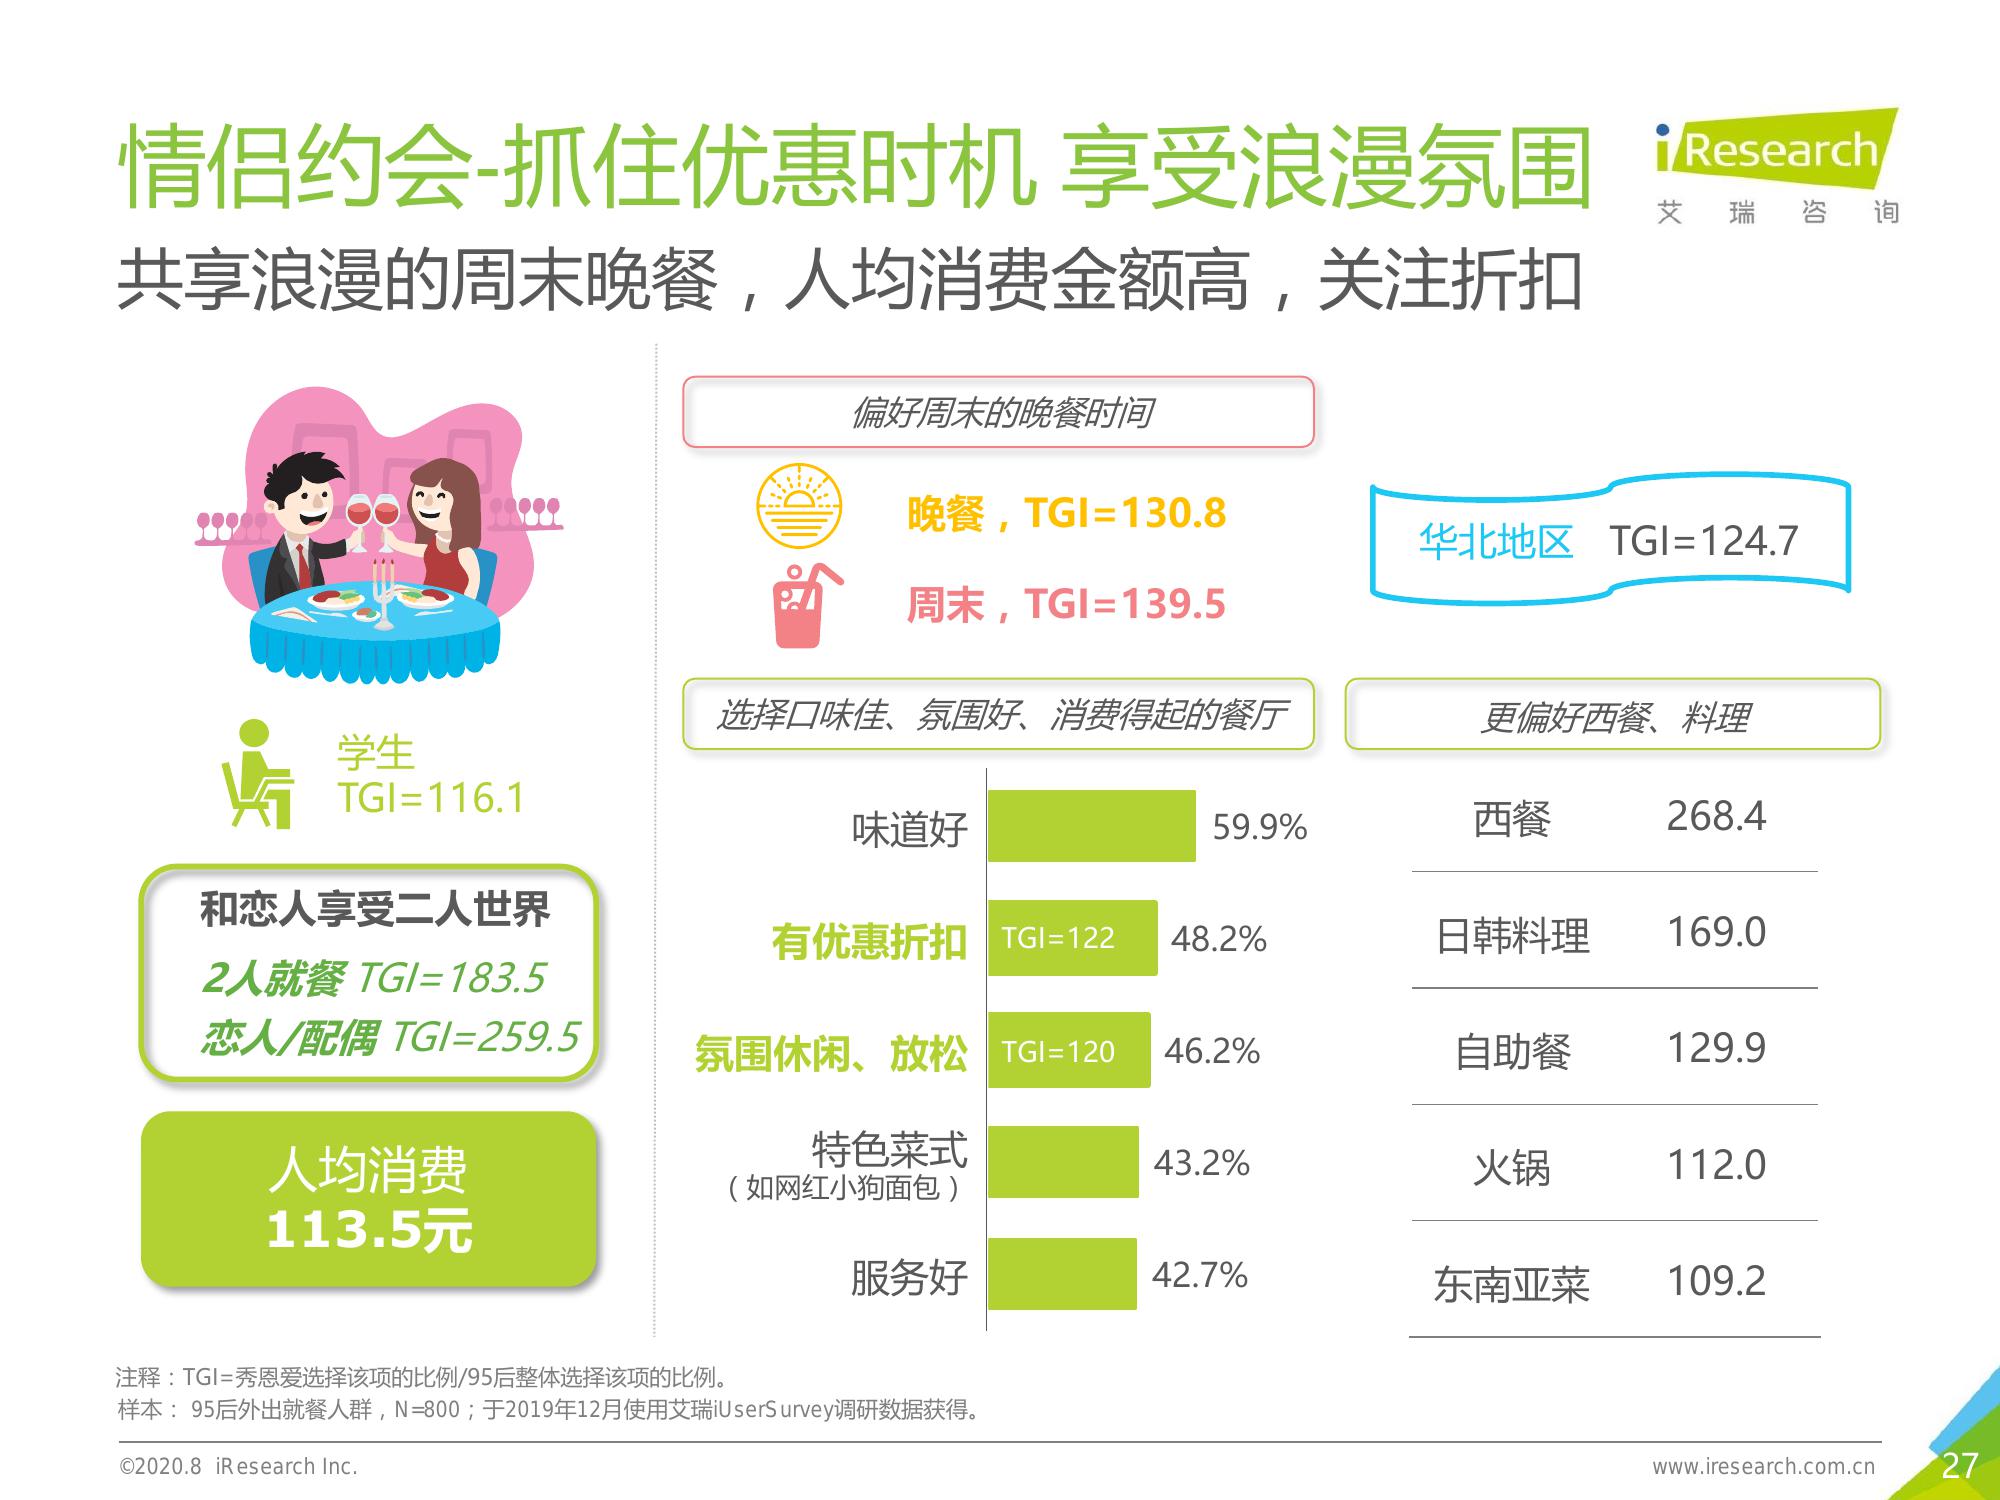 情侣约会-抓住优惠时机 享受浪漫氛围
iResearch
艾瑞咨询
共享浪漫的周末晚餐，人均消费金额高，关注折扣
学生
TGI=116.1
和恋人享受二人世界
2人就餐 TGI=183.5
恋人/配偶 TGI=259.5
人均消费
113.5元
偏好周末的晚餐时间
晚餐，TGI=130.8
周末，TGI=139.5
华北地区 TGI=124.7
选择口味佳、氛围好、消费得起的餐厅
味道好 59.9%
有优惠折扣 TGI=122 48.2%
氛围休闲、放松 TGI=120 46.2%
特色菜式 43.2%
（如网红小狗面包）
服务好 42.7%
更偏好西餐、料理
西餐 268.4
日韩料理 169.0
自助餐 129.9
火锅 112.0
东南亚菜 109.2
注释：TGI=秀恩爱选择该项的比例/95后整体选择该项的比例。
样本： 95后外出就餐人群，N=800；于2019年12月使用艾瑞iUserSurvey调研数据获得。
©2020.8 iResearch Inc.
www.iresearch.com.cn
27